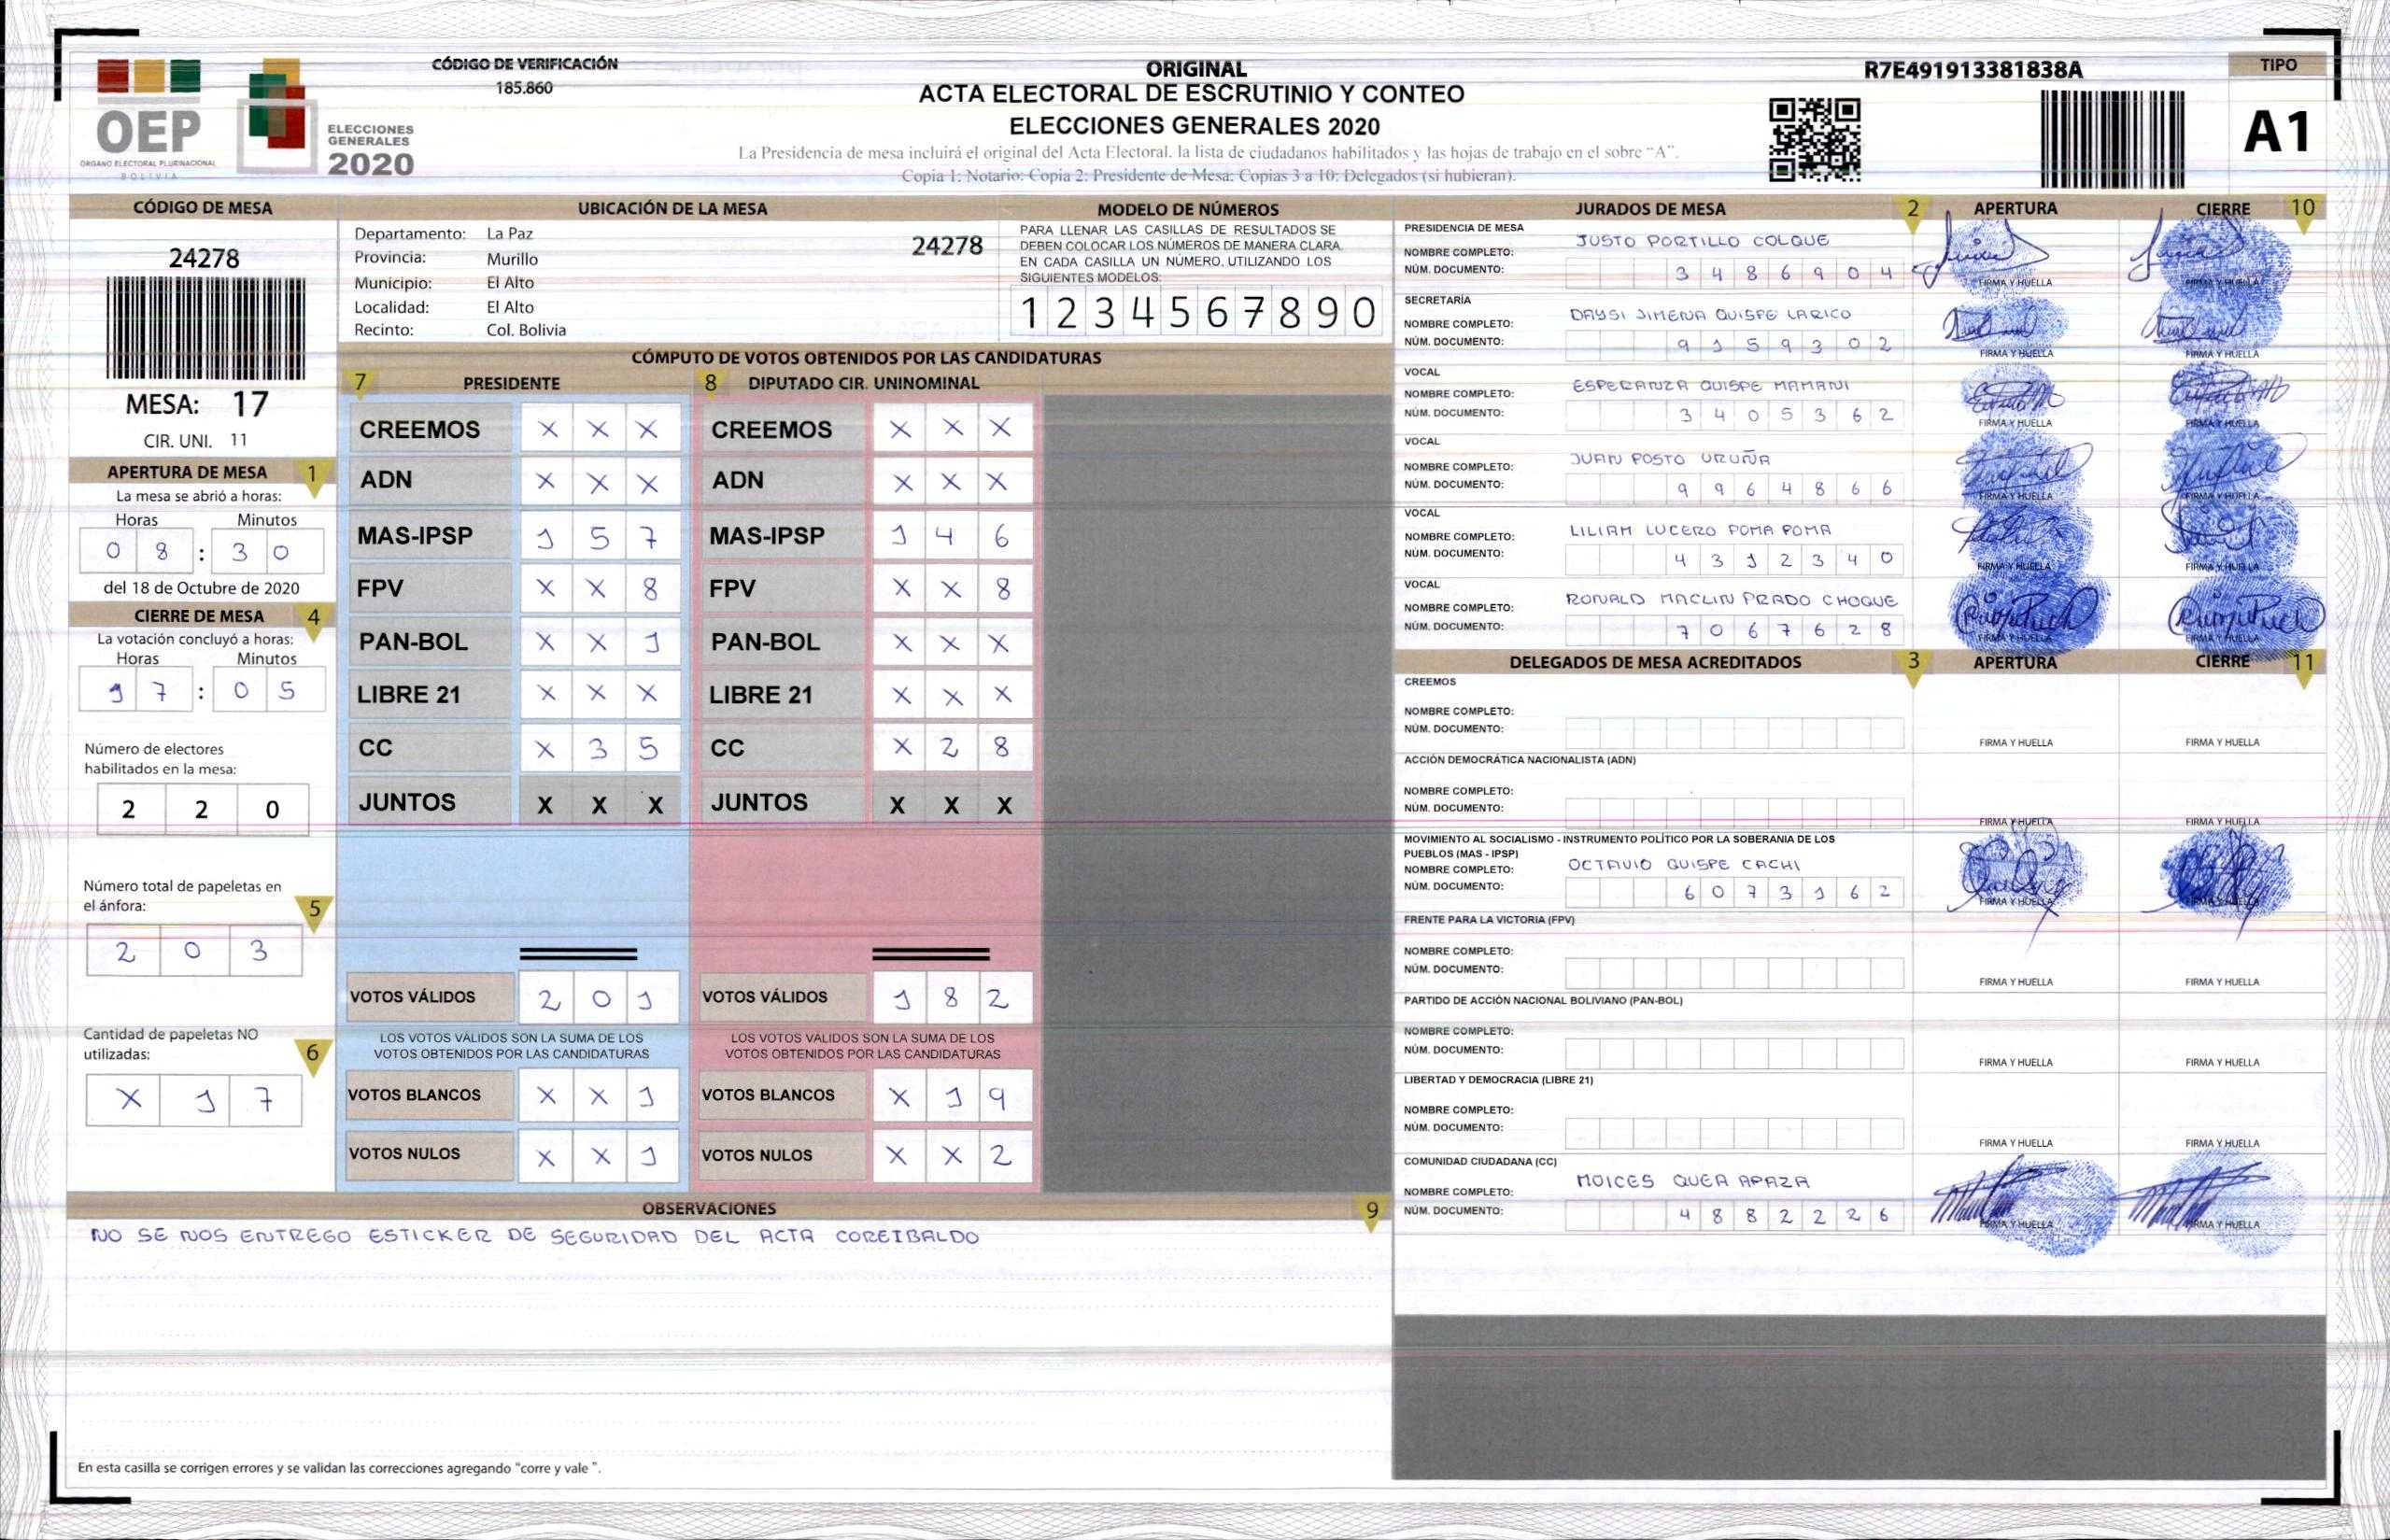 CÓDIGO DE VERIFICACIÓN
185.860
OEP
ÓRGANO ELECTORAL PLURINACIONAL
BOLIVIA
ELECCIONES
GENERALES
2020
ORIGINAL
ACTA ELECTORAL DE ESCRUTINIO Y CONTEO
ELECCIONES GENERALES 2020
La Presidencia de mesa incluirá el original del Acta Electoral, la lista de ciudadanos habilitados y las hojas de trabajo en el sobre “A”.
Copia 1: Notario; Copia 2: Presidente de Mesa; Copias 3 a 10: Delegados (si hubieran).
R7E491913381838A
TIPO
A1
CÓDIGO DE MESA
24278
MESA: 17
CIR. UNI. 11
APERTURA DE MESA 1
La mesa se abrió a horas:
Horas Minutos
0 8 : 3 0
del 18 de Octubre de 2020
CIERRE DE MESA 4
La votación concluyó a horas:
Horas Minutos
1 7 : 0 5
Número de electores
habilitados en la mesa:
2 2 0
Número total de papeletas en
el ánfora: 5
2 0 3
Cantidad de papeletas NO
utilizadas: 6
X 1 7
UBICACIÓN DE LA MESA
Departamento: La Paz
24278
Provincia: Murillo
Municipio: El Alto
Localidad: El Alto
Recinto: Col. Bolivia
MODELO DE NÚMEROS
PARA LLENAR LAS CASILLAS DE RESULTADOS SE
DEBEN COLOCAR LOS NÚMEROS DE MANERA CLARA.
EN CADA CASILLA UN NÚMERO, UTILIZANDO LOS
SIGUIENTES MODELOS:
1 2 3 4 5 6 7 8 9 0
CÓMPUTO DE VOTOS OBTENIDOS POR LAS CANDIDATURAS
7 PRESIDENTE 8 DIPUTADO CIR. UNINOMINAL
CREEMOS X X X CREEMOS X X X
ADN X X X ADN X X X
MAS-IPSP 1 5 7 MAS-IPSP 1 4 6
FPV X X 8 FPV X X 8
PAN-BOL X X 1 PAN-BOL X X X
LIBRE 21 X X X LIBRE 21 X X X
CC X 3 5 CC X 2 8
JUNTOS X X X JUNTOS X X X
VOTOS VÁLIDOS 2 0 1 VOTOS VÁLIDOS 1 8 2
LOS VOTOS VÁLIDOS SON LA SUMA DE LOS LOS VOTOS VÁLIDOS SON LA SUMA DE LOS
VOTOS OBTENIDOS POR LAS CANDIDATURAS VOTOS OBTENIDOS POR LAS CANDIDATURAS
VOTOS BLANCOS X X 1 VOTOS BLANCOS X 1 9
VOTOS NULOS X X 1 VOTOS NULOS X X 2
OBSERVACIONES 9
NO SE NOS ENTREGO ESTICKER DE SEGURIDAD DEL ACTA COREIBALDO
En esta casilla se corrigen errores y se validan las correcciones agregando “corre y vale ”.
JURADOS DE MESA 2 APERTURA CIERRE 10
PRESIDENCIA DE MESA
NOMBRE COMPLETO: JUSTO PORTILLO COLQUE
NÚM. DOCUMENTO: 3 4 8 6 9 0 4
FIRMA Y HUELLA FIRMA Y HUELLA
SECRETARÍA
NOMBRE COMPLETO: DAYSI JIMENA QUISPE LARICO
NÚM. DOCUMENTO: 9 1 5 9 3 0 2
FIRMA Y HUELLA FIRMA Y HUELLA
VOCAL
NOMBRE COMPLETO: ESPERANZA QUISPE MAMANI
NÚM. DOCUMENTO: 3 4 0 5 3 6 2
FIRMA Y HUELLA FIRMA Y HUELLA
VOCAL
NOMBRE COMPLETO: JUAN POSTO URUÑA
NÚM. DOCUMENTO: 9 9 6 4 8 6 6
FIRMA Y HUELLA FIRMA Y HUELLA
VOCAL
NOMBRE COMPLETO: LILIAM LUCERO POMA POMA
NÚM. DOCUMENTO: 4 3 1 2 3 4 0
FIRMA Y HUELLA FIRMA Y HUELLA
VOCAL
NOMBRE COMPLETO: RONALD MACLIN PRADO CHOQUE
NÚM. DOCUMENTO: 7 0 6 7 6 2 8
FIRMA Y HUELLA FIRMA Y HUELLA
DELEGADOS DE MESA ACREDITADOS 3 APERTURA CIERRE 11
CREEMOS
NOMBRE COMPLETO:
NÚM. DOCUMENTO:
FIRMA Y HUELLA FIRMA Y HUELLA
ACCIÓN DEMOCRÁTICA NACIONALISTA (ADN)
NOMBRE COMPLETO:
NÚM. DOCUMENTO:
FIRMA Y HUELLA FIRMA Y HUELLA
MOVIMIENTO AL SOCIALISMO - INSTRUMENTO POLÍTICO POR LA SOBERANIA DE LOS
PUEBLOS (MAS - IPSP)
NOMBRE COMPLETO: OCTAVIO QUISPE CACHI
NÚM. DOCUMENTO: 6 0 7 3 1 6 2
FIRMA Y HUELLA FIRMA Y HUELLA
FRENTE PARA LA VICTORIA (FPV)
NOMBRE COMPLETO:
NÚM. DOCUMENTO:
FIRMA Y HUELLA FIRMA Y HUELLA
PARTIDO DE ACCIÓN NACIONAL BOLIVIANO (PAN-BOL)
NOMBRE COMPLETO:
NÚM. DOCUMENTO:
FIRMA Y HUELLA FIRMA Y HUELLA
LIBERTAD Y DEMOCRACIA (LIBRE 21)
NOMBRE COMPLETO:
NÚM. DOCUMENTO:
FIRMA Y HUELLA FIRMA Y HUELLA
COMUNIDAD CIUDADANA (CC)
NOMBRE COMPLETO: MOICES QUEA APAZA
NÚM. DOCUMENTO: 4 8 8 2 2 2 6
FIRMA Y HUELLA FIRMA Y HUELLA